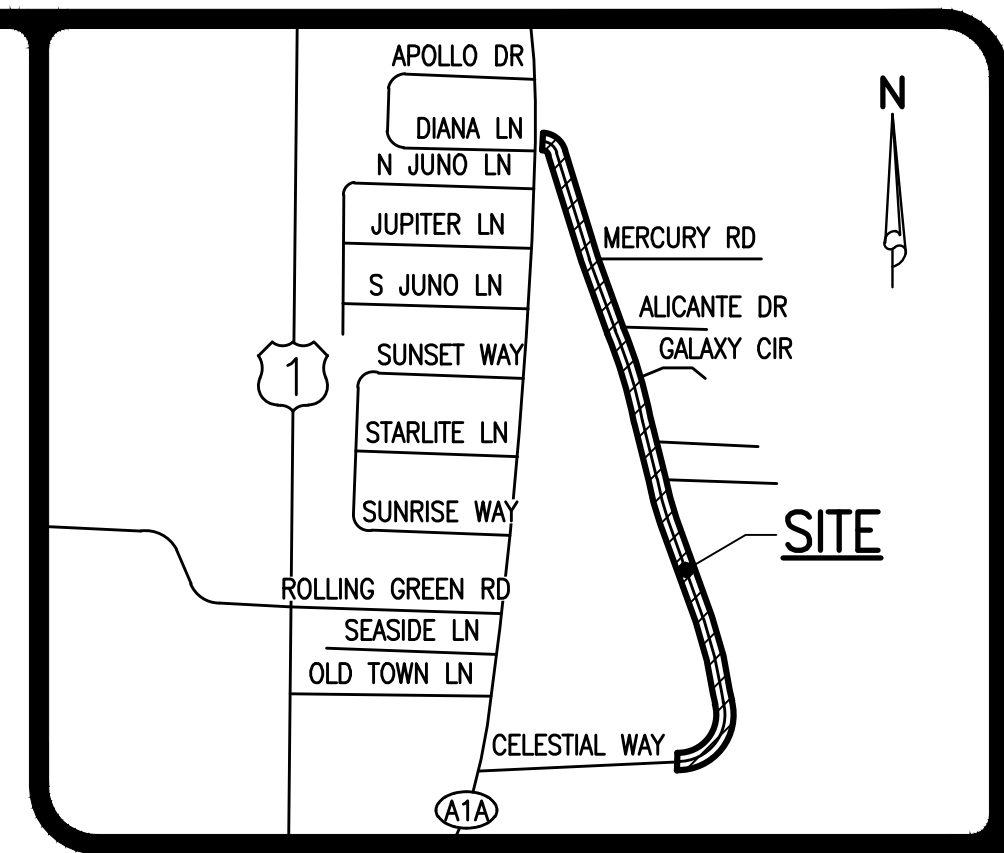 APOLLO DR
N
DIANA LN
N JUNO LN
JUPITER LN
MERCURY RD
S JUNO LN
ALICANTE DR
SUNSET WAY
GALAXY CIR
1
STARLITE LN
SUNRISE WAY
SITE
ROLLING GREEN RD
SEASIDE LN
OLD TOWN LN
CELESTIAL WAY
A1A